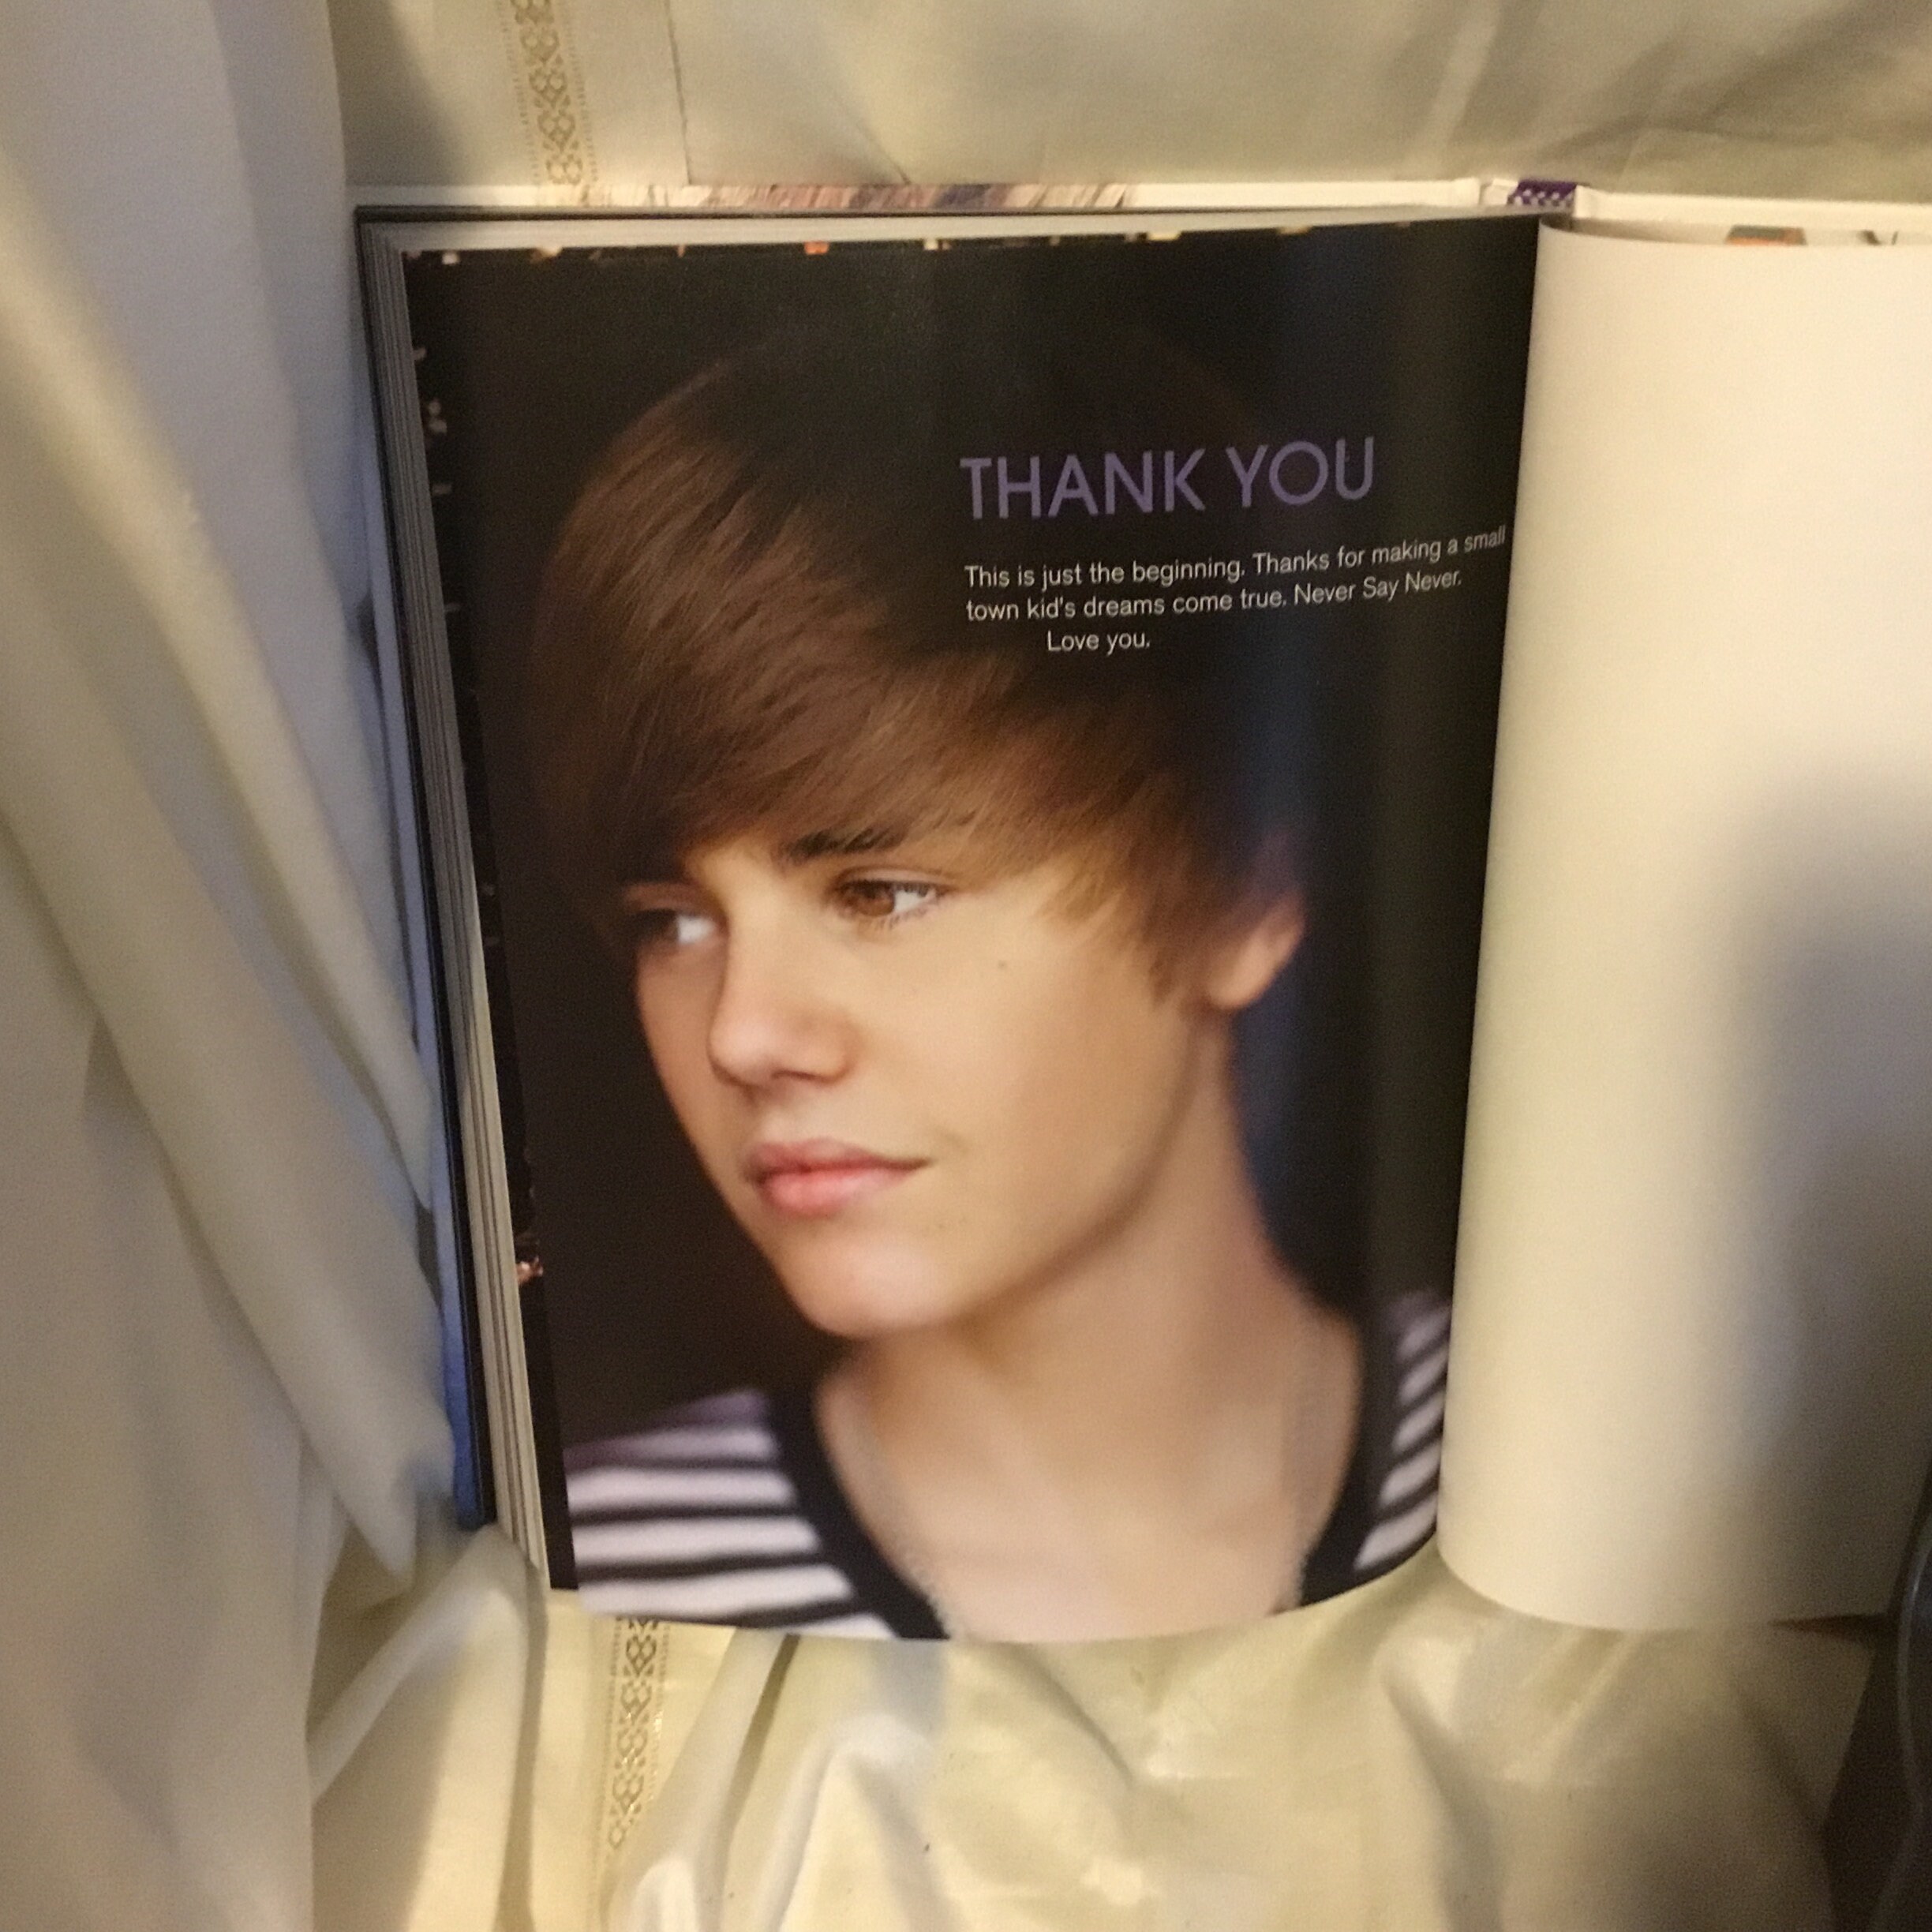 THANK YOU
This is just the beginning. Thanks for making a small
town kid's dreams come true. Never Say Never.
Love you.